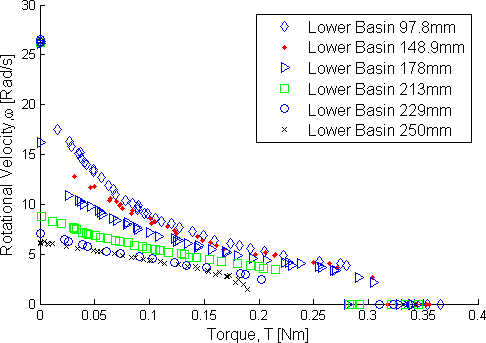 30
25
20
15
10
5
0
0
0.05
0.1
0.15
0.2
0.25
0.3
0.35
0.4
Rotational Velocity,ω [Rad/s]
Torque, T [Nm]
Lower Basin 97.8mm
Lower Basin 148.9mm
Lower Basin 178mm
Lower Basin 213mm
Lower Basin 229mm
Lower Basin 250mm